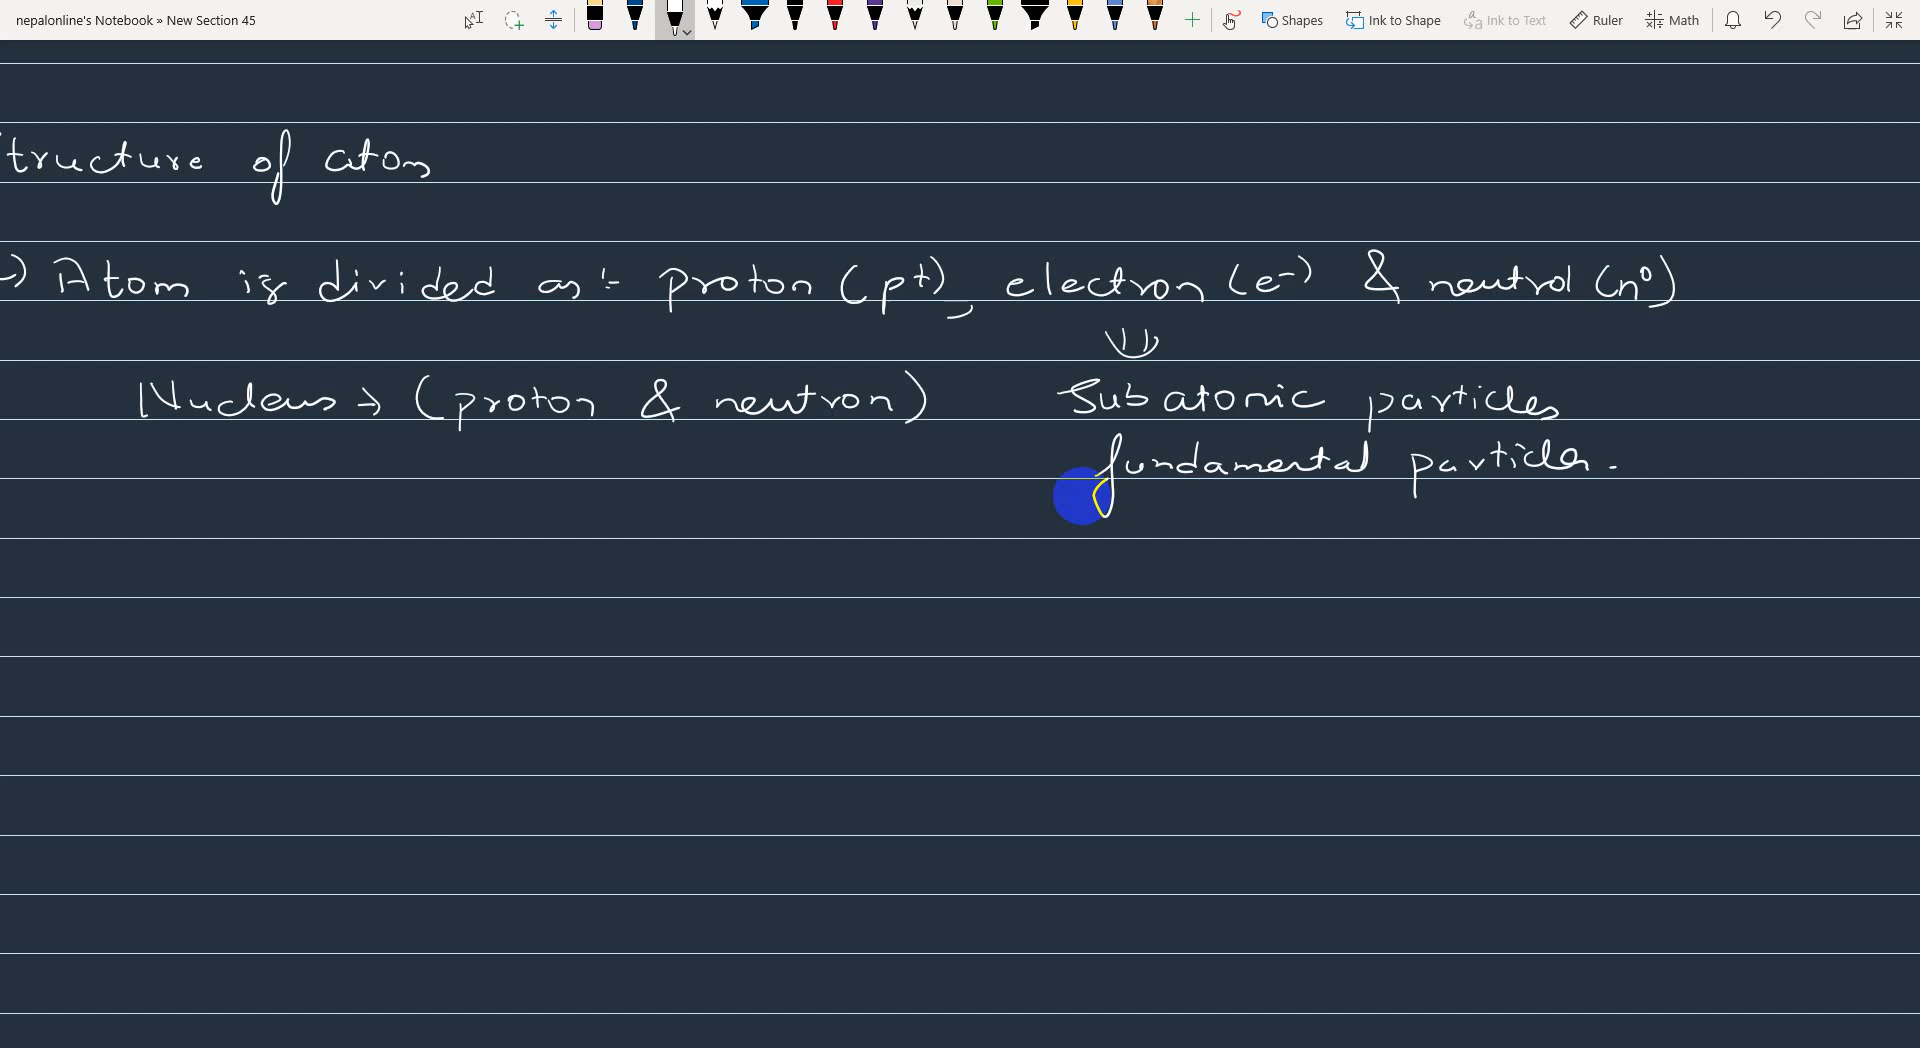 nepalonline's Notebook » New Section 45 Shapes Ink to Shape Ink to Text Ruler Math
tructure of atom
→) Atom is divided as :- proton (p+), electron (e-) & neutrol (n0)
Nucleus → (proton & neutron) Subatomic particles
fundamental particles.